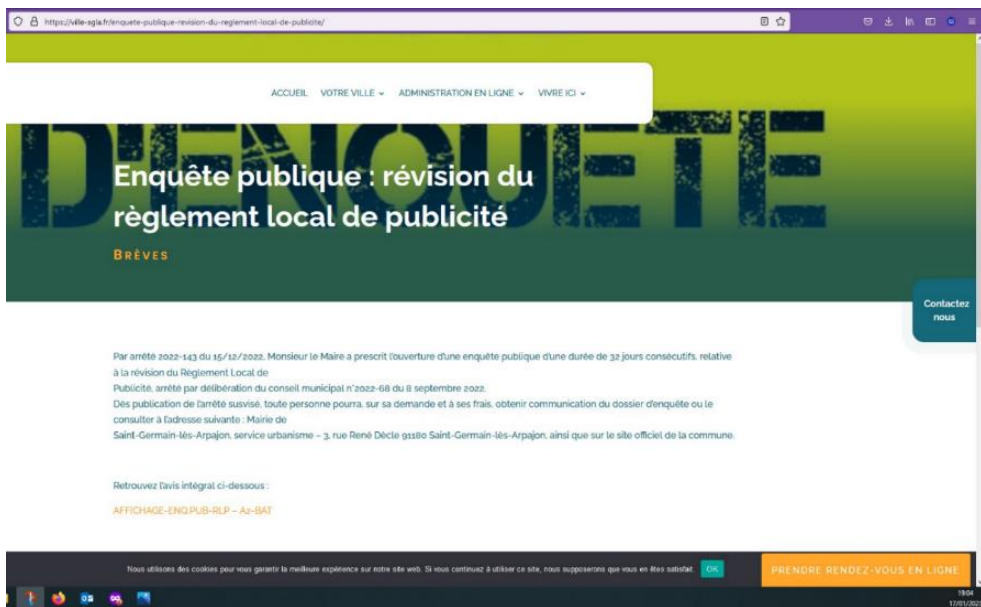 https://ville-sgla.fr/enquete-publique-revision-du-reglement-local-de-publicite/
ACCUEIL VOTRE VILLE ADMINISTRATION EN LIGNE VIVRE ICI
D'ENQUETE
Enquête publique : révision du
règlement local de publicité
BRÈVES
Contactez
nous
Par arrêté 2022-143 du 15/12/2022, Monsieur le Maire a prescrit l'ouverture d'une enquête publique d'une durée de 32 jours consécutifs, relative
à la révision du Règlement Local de
Publicité, arrêté par délibération du conseil municipal n°2022-68 du 8 septembre 2022.
Dès publication de l'arrêté susvisé, toute personne pourra, sur sa demande et à ses frais, obtenir communication du dossier d'enquête ou le
consulter à l'adresse suivante : Mairie de
Saint-Germain-lès-Arpajon, service urbanisme – 3, rue René Dècle 91180 Saint-Germain-lès-Arpajon, ainsi que sur le site officiel de la commune.
Retrouvez l'avis intégral ci-dessous :
AFFICHAGE-ENQ.PUB-RLP – A2-BAT
Nous utilisons des cookies pour vous garantir la meilleure expérience sur notre site web. Si vous continuez à utiliser ce site, nous supposerons que vous en êtes satisfait. OK
PRENDRE RENDEZ-VOUS EN LIGNE
19:04